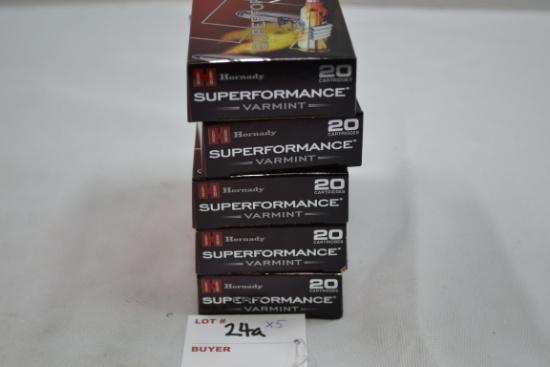 SUPERFOR
H Hornady 20
CARTRIDGES
SUPERFORMANCE
VARMINT
H Hornady 20
CARTRIDGES
SUPERFORMANCE
VARMINT
H Hornady 20
CARTRIDGES
SUPERFORMANCE
VARMINT
H Hornady 20
CARTRIDGES
SUPERFORMANCE
VARMINT
H Hornady 20
CARTRIDGES
SUPERFORMANCE
VARMINT
LOT # 24a x5
BUYER